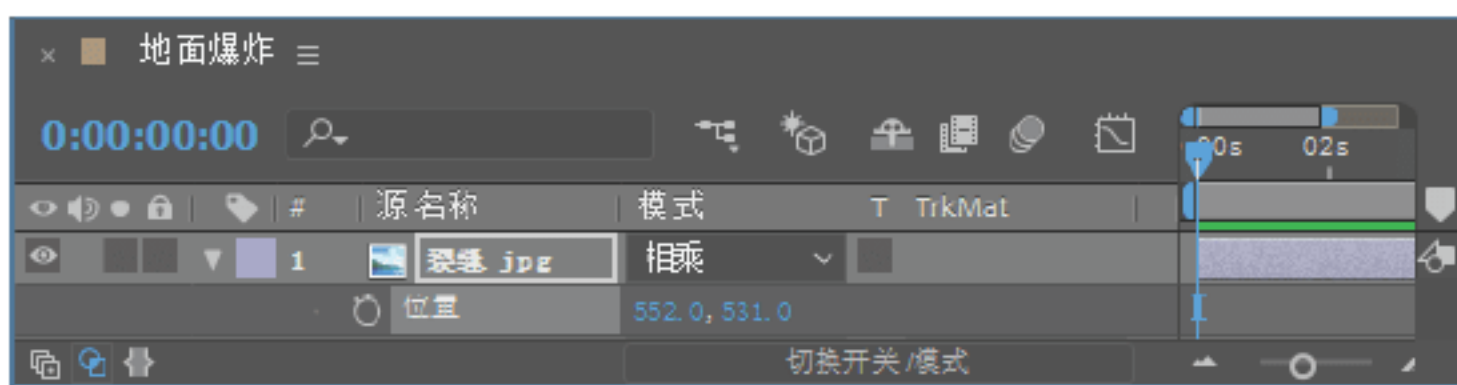 地面爆炸
0:00:00:00
00s 02s
# 源名称 模式 T TrkMat
1 裂缝.jpg 相乘
位置 552.0, 531.0
切换开关/模式